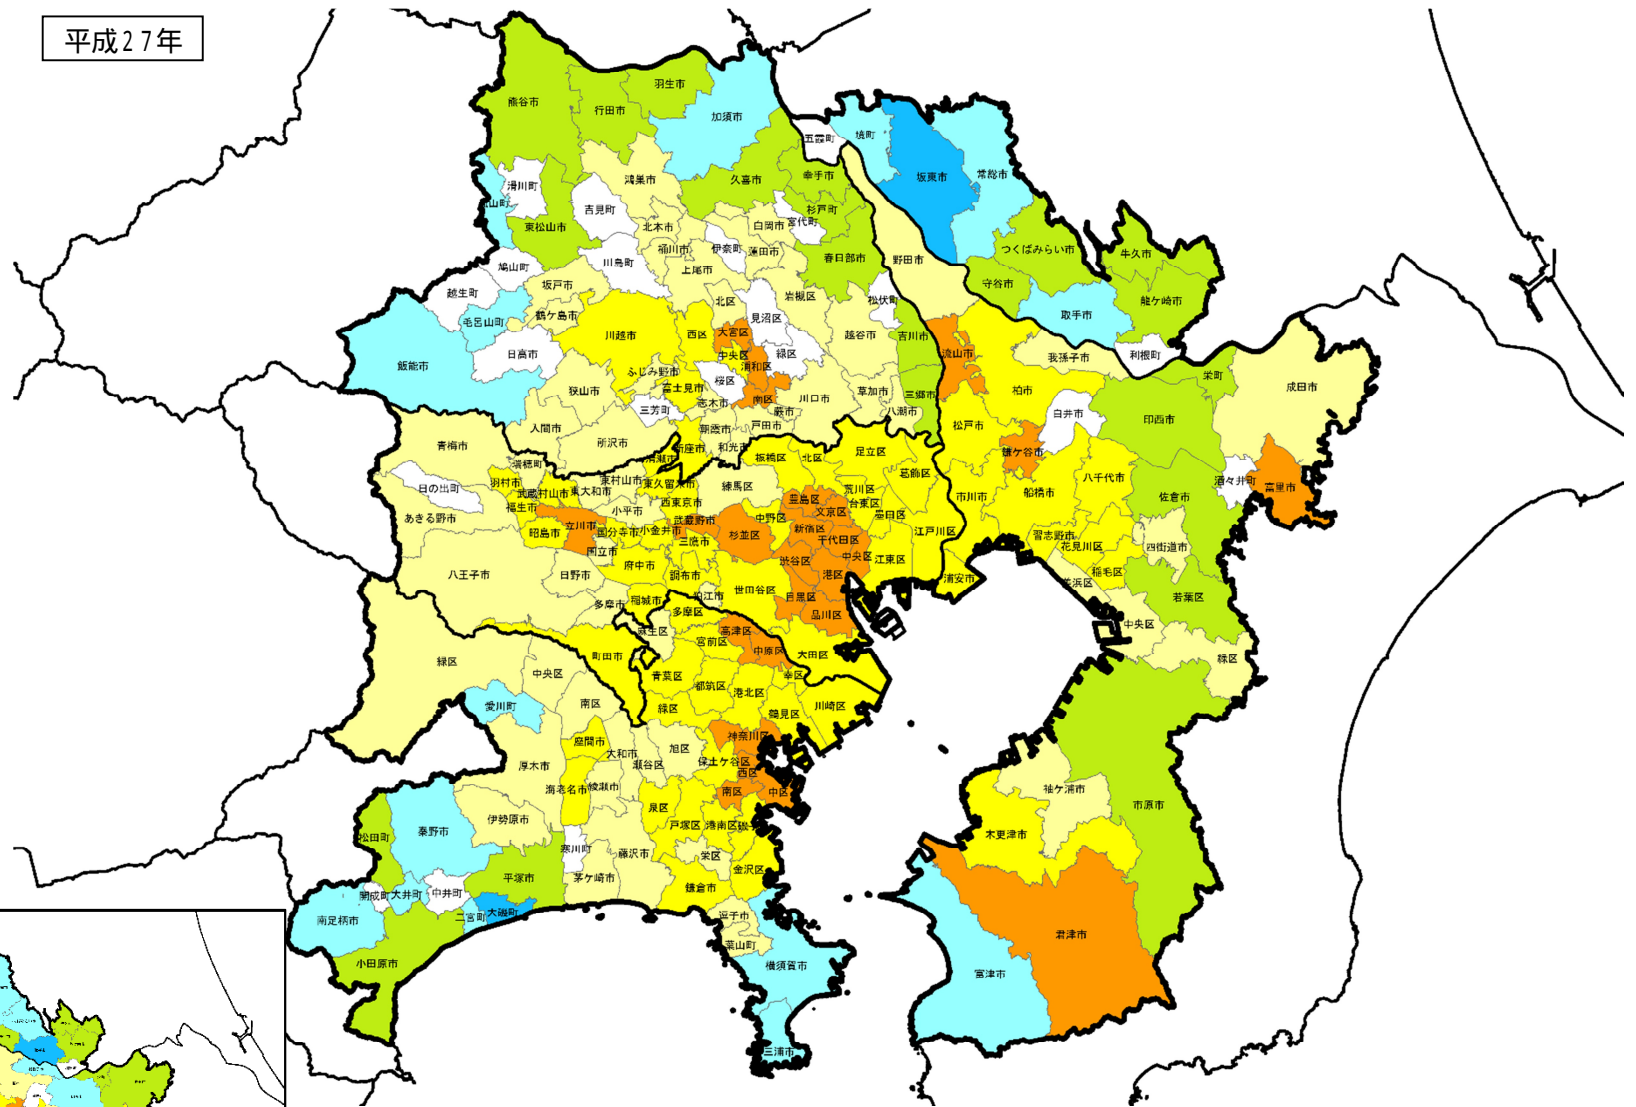 平成27年
羽生市
熊谷市
行田市
加須市
五霞町
境町
坂東市
常総市
滑川町
鴻巣市
久喜市
幸手市
吉見町
東松山市
北本市
白岡市
宮代町
杉戸町
桶川市
伊奈町
蓮田市
春日部市
野田市
つくばみらい市
牛久市
鳩山町
川島町
上尾市
守谷市
龍ケ崎市
越生町
坂戸市
北区
岩槻区
松伏町
取手市
毛呂山町
鶴ケ島市
川越市
西区
大宮区
見沼区
越谷市
吉川市
日高市
中央区
緑区
流山市
我孫子市
利根町
飯能市
ふじみ野市
浦和区
富士見市
桜区
栄町
成田市
狭山市
三芳町
志木市
南区
川口市
草加市
三郷市
柏市
白井市
印西市
入間市
所沢市
朝霞市
戸田市
蕨市
八潮市
松戸市
青梅市
新座市
和光市
鎌ケ谷市
瑞穂町
清瀬市
板橋区
北区
足立区
葛飾区
日の出町
羽村市
武蔵村山市
東大和市
東村山市
東久留米市
練馬区
市川市
船橋市
八千代市
佐倉市
酒々井町
富里市
あきる野市
福生市
小平市
西東京市
豊島区
荒川区
文京区
台東区
墨田区
昭島市
立川市
国分寺市
小金井市
武蔵野市
中野区
杉並区
新宿区
千代田区
江戸川区
習志野市
花見川区
四街道市
国立市
三鷹市
渋谷区
中央区
江東区
八王子市
日野市
府中市
調布市
港区
浦安市
稲毛区
美浜区
若葉区
多摩市
稲城市
狛江市
世田谷区
目黒区
品川区
多摩区
中央区
麻生区
宮前区
高津区
中原区
大田区
緑区
町田市
緑区
中央区
青葉区
都筑区
港北区
幸区
川崎区
愛川町
南区
緑区
鶴見区
座間市
大和市
瀬谷区
旭区
神奈川区
保土ケ谷区
西区
厚木市
海老名市
綾瀬市
南区
中区
袖ケ浦市
市原市
泉区
戸塚区
港南区
木更津市
伊勢原市
秦野市
松田町
寒川町
藤沢市
栄区
金沢区
平塚市
茅ケ崎市
鎌倉市
開成町
大井町
中井町
南足柄市
二宮町
大磯町
逗子市
葉山町
君津市
小田原市
横須賀市
富津市
三浦市